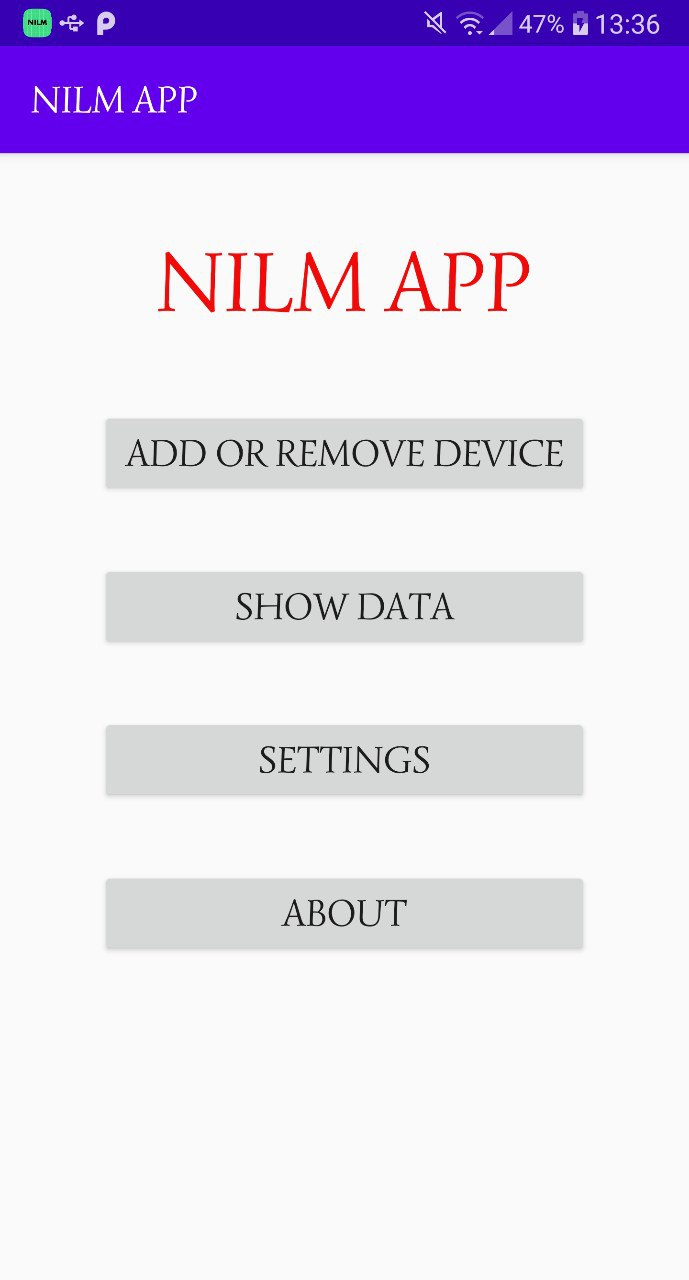 NILM 47% 13:36
NILM APP
NILM APP
ADD OR REMOVE DEVICE
SHOW DATA
SETTINGS
ABOUT